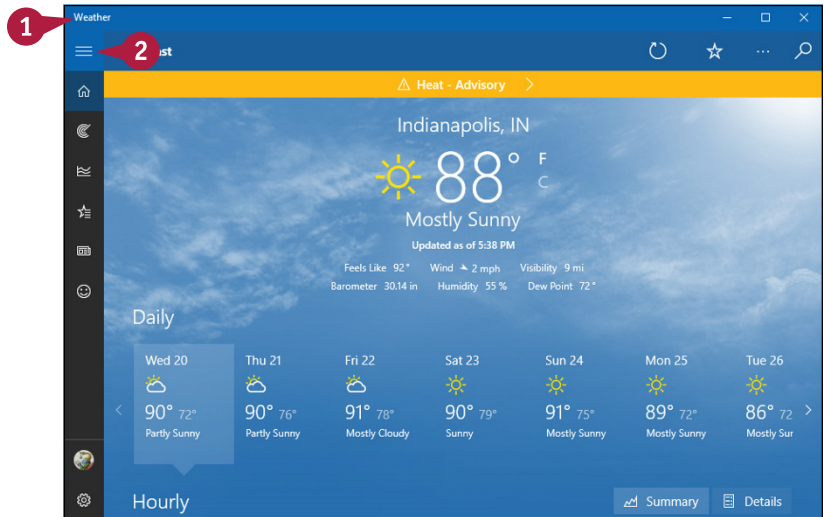 1
Weather
2
ast
Heat - Advisory
Indianapolis, IN
88° F
C
Mostly Sunny
Updated as of 5:38 PM
Feels Like 92° Wind 2 mph Visibility 9 mi
Barometer 30.14 in Humidity 55 % Dew Point 72°
Daily
Wed 20 Thu 21 Fri 22 Sat 23 Sun 24 Mon 25 Tue 26
90° 72° 90° 76° 91° 78° 90° 79° 91° 75° 89° 72° 86° 72
Partly Sunny Partly Sunny Mostly Cloudy Sunny Mostly Sunny Mostly Sunny Mostly Sur
Hourly Summary Details